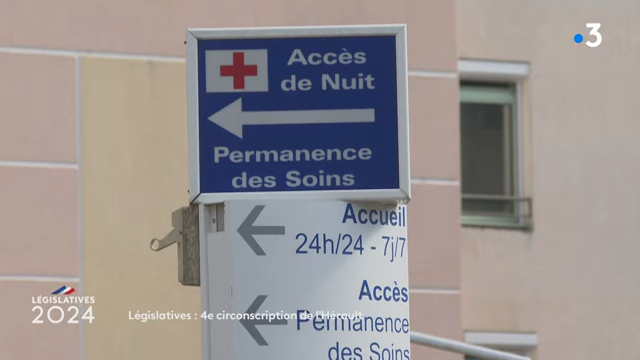 Accès
de Nuit
Permanence
des Soins
Accueil
24h/24 - 7j/7
Accès
Permanence
des Soins
3
LÉGISLATIVES
2024
Législatives : 4e circonscription de l'Hérault